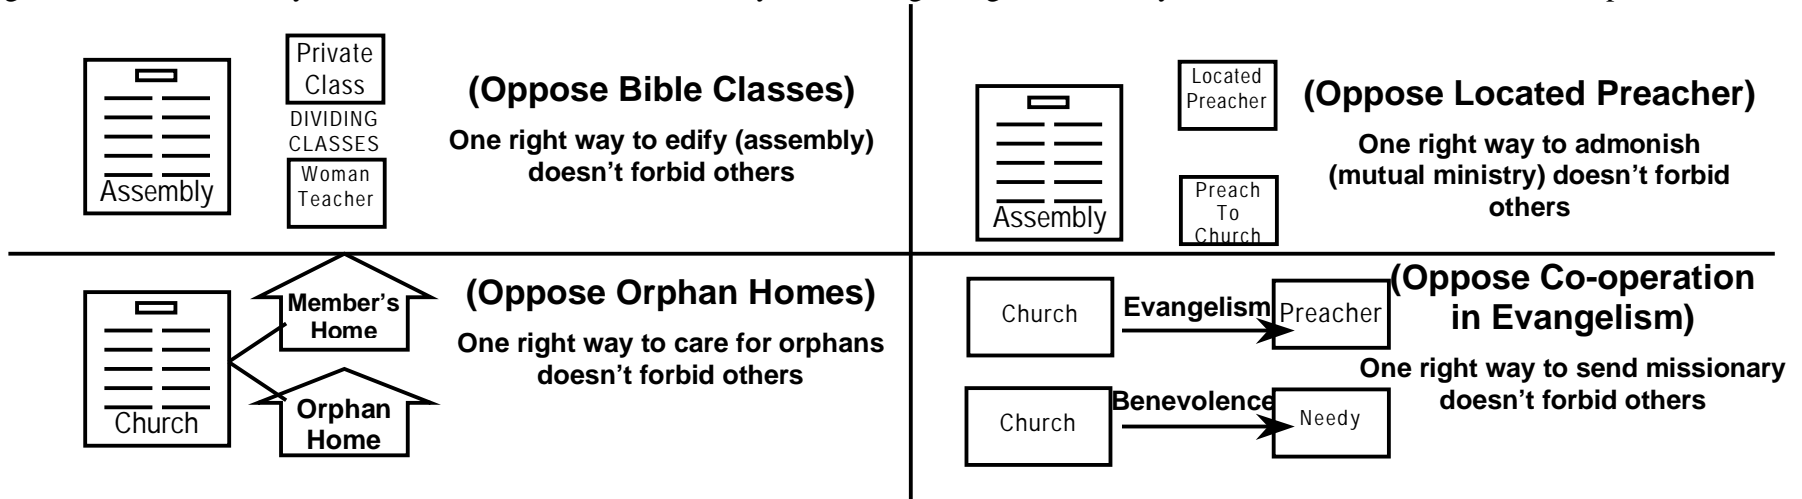 Private
Class
DIVIDING
CLASSES
Woman
Teacher
Assembly
(Oppose Bible Classes)
One right way to edify (assembly)
doesn't forbid others
Located
Preacher
Preach
To
Church
Assembly
(Oppose Located Preacher)
One right way to admonish
(mutual ministry) doesn't forbid
others
Member's
Home
Orphan
Home
Church
(Oppose Orphan Homes)
One right way to care for orphans
doesn't forbid others
Church
Evangelism
Preacher
Church
Benevolence
Needy
(Oppose Co-operation
in Evangelism)
One right way to send missionary
doesn't forbid others